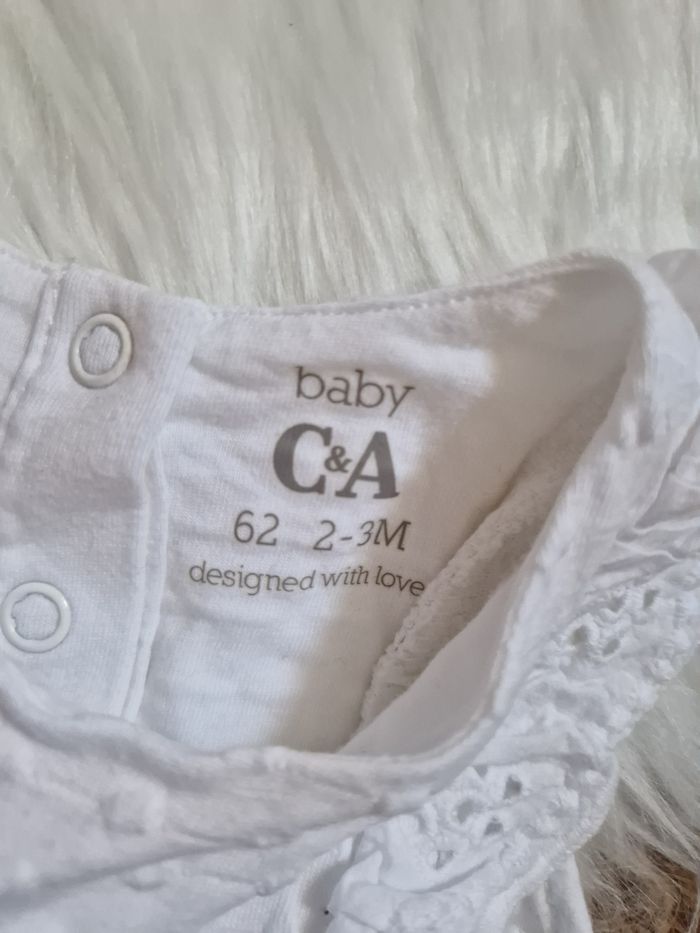 baby
C&A
62 2-3M
designed with love